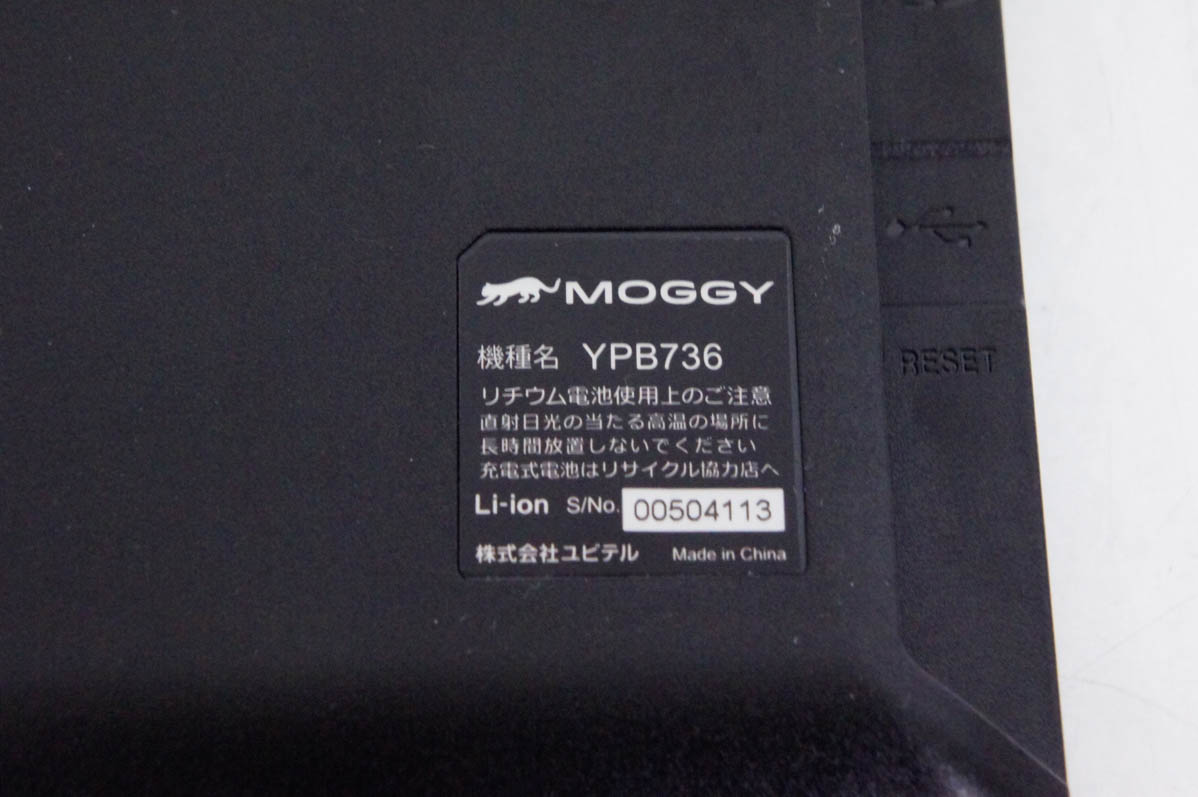 MOGGY
機種名 YPB736
リチウム電池使用上のご注意
直射日光の当たる高温の場所に
長時間放置しないでください
充電式電池はリサイクル協力店へ
Li-ion S/No. 00504113
株式会社ユピテル Made in China
RESET